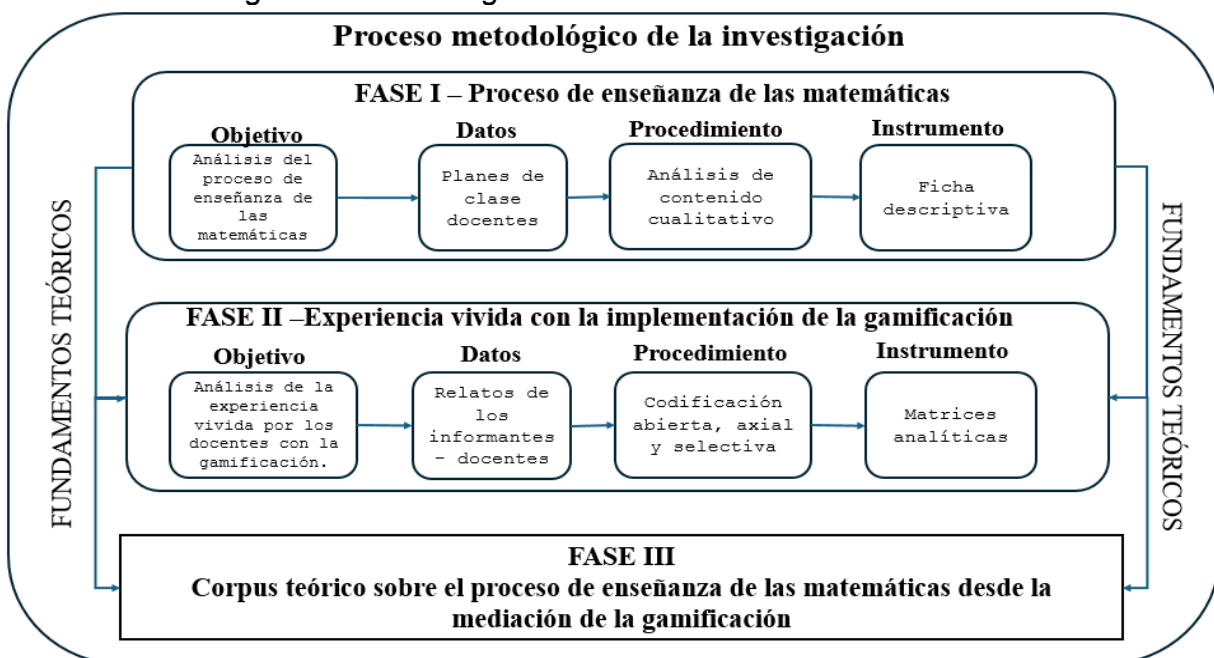 Proceso metodológico de la investigación
FASE I – Proceso de enseñanza de las matemáticas
Objetivo
Análisis del
proceso de
enseñanza de
las
matemáticas
Datos
Planes de
clase
docentes
Procedimiento
Análisis de
contenido
cualitativo
Instrumento
Ficha
descriptiva
FUNDAMENTOS TEÓRICOS
FUNDAMENTOS TEÓRICOS
FASE II –Experiencia vivida con la implementación de la gamificación
Objetivo
Análisis de la
experiencia
vivida por los
docentes con la
gamificación.
Datos
Relatos de
los
informantes
– docentes
Procedimiento
Codificación
abierta, axial
y selectiva
Instrumento
Matrices
analíticas
FASE III
Corpus teórico sobre el proceso de enseñanza de las matemáticas desde la
mediación de la gamificación